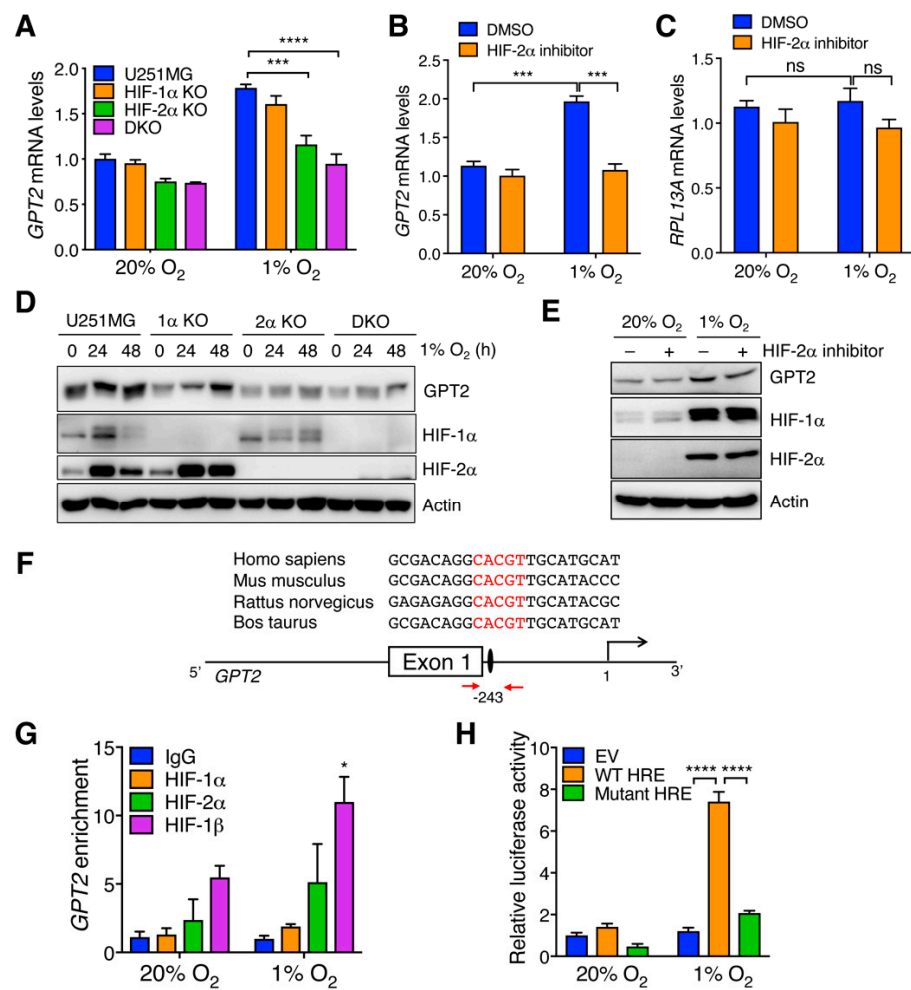 A
GPT2 mRNA levels
2.0
1.5
1.0
0.5
0.0
U251MG
HIF-1α KO
HIF-2α KO
DKO
****
***
20% O2
1% O2
B
DMSO
HIF-2α inhibitor
GPT2 mRNA levels
2.5
2.0
1.5
1.0
0.5
0.0
***
***
20% O2
1% O2
C
DMSO
HIF-2α inhibitor
RPL13A mRNA levels
1.5
1.0
0.5
0.0
ns
ns
20% O2
1% O2
D
U251MG 1α KO 2α KO DKO
0 24 48 0 24 48 0 24 48 0 24 48 1% O2 (h)
GPT2
HIF-1α
HIF-2α
Actin
E
20% O2 1% O2
– + – + HIF-2α inhibitor
GPT2
HIF-1α
HIF-2α
Actin
F
Homo sapiens GCGACAGGCACGTTGCATGCAT
Mus musculus GCGACAGGCACGTTGCATACCC
Rattus norvegicus GAGAGAGGCACGTTGCATACGC
Bos taurus GCGACAGGCACGTTGCATGCAT
5' GPT2 Exon 1 1 3'
-243
G
GPT2 enrichment
15
10
5
0
IgG
HIF-1α
HIF-2α
HIF-1β
*
20% O2
1% O2
H
Relative luciferase activity
10
8
6
4
2
0
EV
WT HRE
Mutant HRE
**** ****
20% O2
1% O2